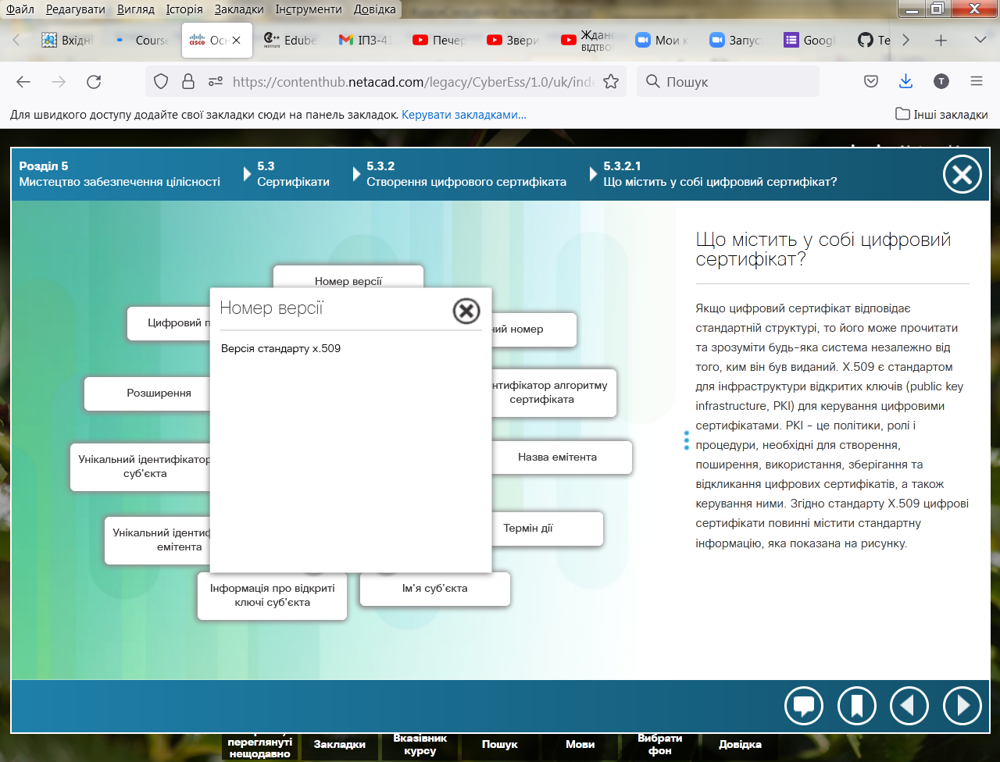 Файл Редагувати Вигляд Історія Закладки Інструменти Довідка
Вхідні Course Осн Edube ІПЗ-41 Печер Звери Жданс Мои к Запус Googl Te
відтвор
https://contenthub.netacad.com/legacy/CyberEss/1.0/uk/inde
Пошук
Для швидкого доступу додайте свої закладки сюди на панель закладок. Керувати закладками...
Інші закладки
Розділ 5
Мистецтво забезпечення цілісності
5.3
Сертифікати
5.3.2
Створення цифрового сертифіката
5.3.2.1
Що містить у собі цифровий сертифікат?
Номер версії
Цифровий п
ний номер
Розширення
нтифікатор алгоритму
сертифіката
Унікальний ідентифікатор
суб'єкта
Назва емітента
Унікальний ідентиф
емітента
Термін дії
Інформація про відкриті
ключі суб'єкта
Ім'я суб'єкта
Номер версії
Версія стандарту x.509
Що містить у собі цифровий
сертифікат?
Якщо цифровий сертифікат відповідає
стандартній структурі, то його може прочитати
та зрозуміти будь-яка система незалежно від
того, ким він був виданий. X.509 є стандартом
для інфраструктури відкритих ключів (public key
infrastructure, PKI) для керування цифровими
сертифікатами. PKI - це політики, ролі і
процедури, необхідні для створення,
поширення, використання, зберігання та
відкликання цифрових сертифікатів, а також
керування ними. Згідно стандарту X.509 цифрові
сертифікати повинні містити стандартну
інформацію, яка показана на рисунку.
переглянуті
нещодавно
Закладки
Вказівник
курсу
Пошук
Мови
Вибрати
фон
Довідка